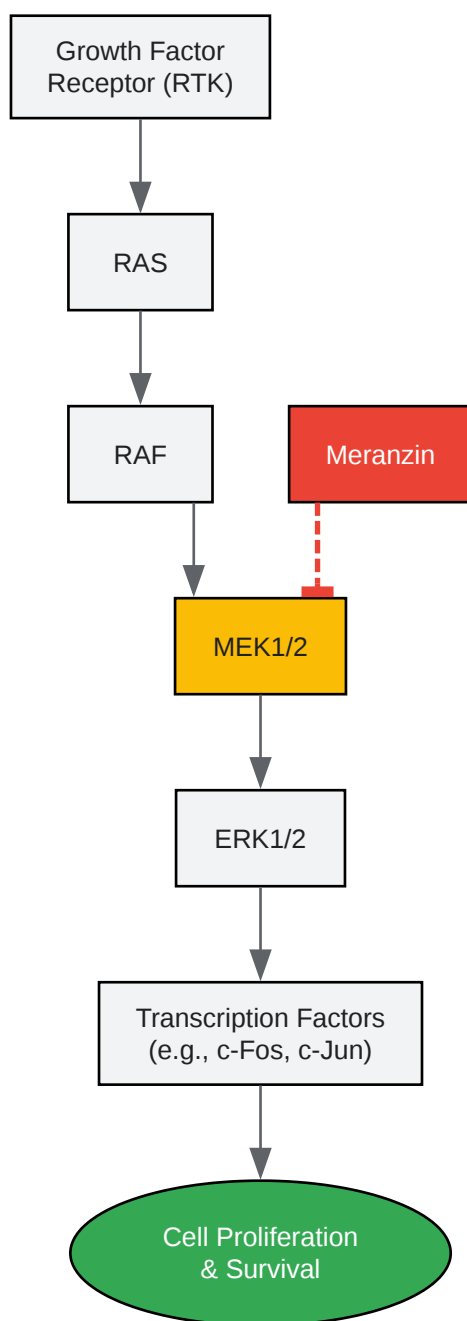 Growth Factor
Receptor (RTK)
RAS
RAF
Meranzin
MEK1/2
ERK1/2
Transcription Factors
(e.g., c-Fos, c-Jun)
Cell Proliferation
& Survival